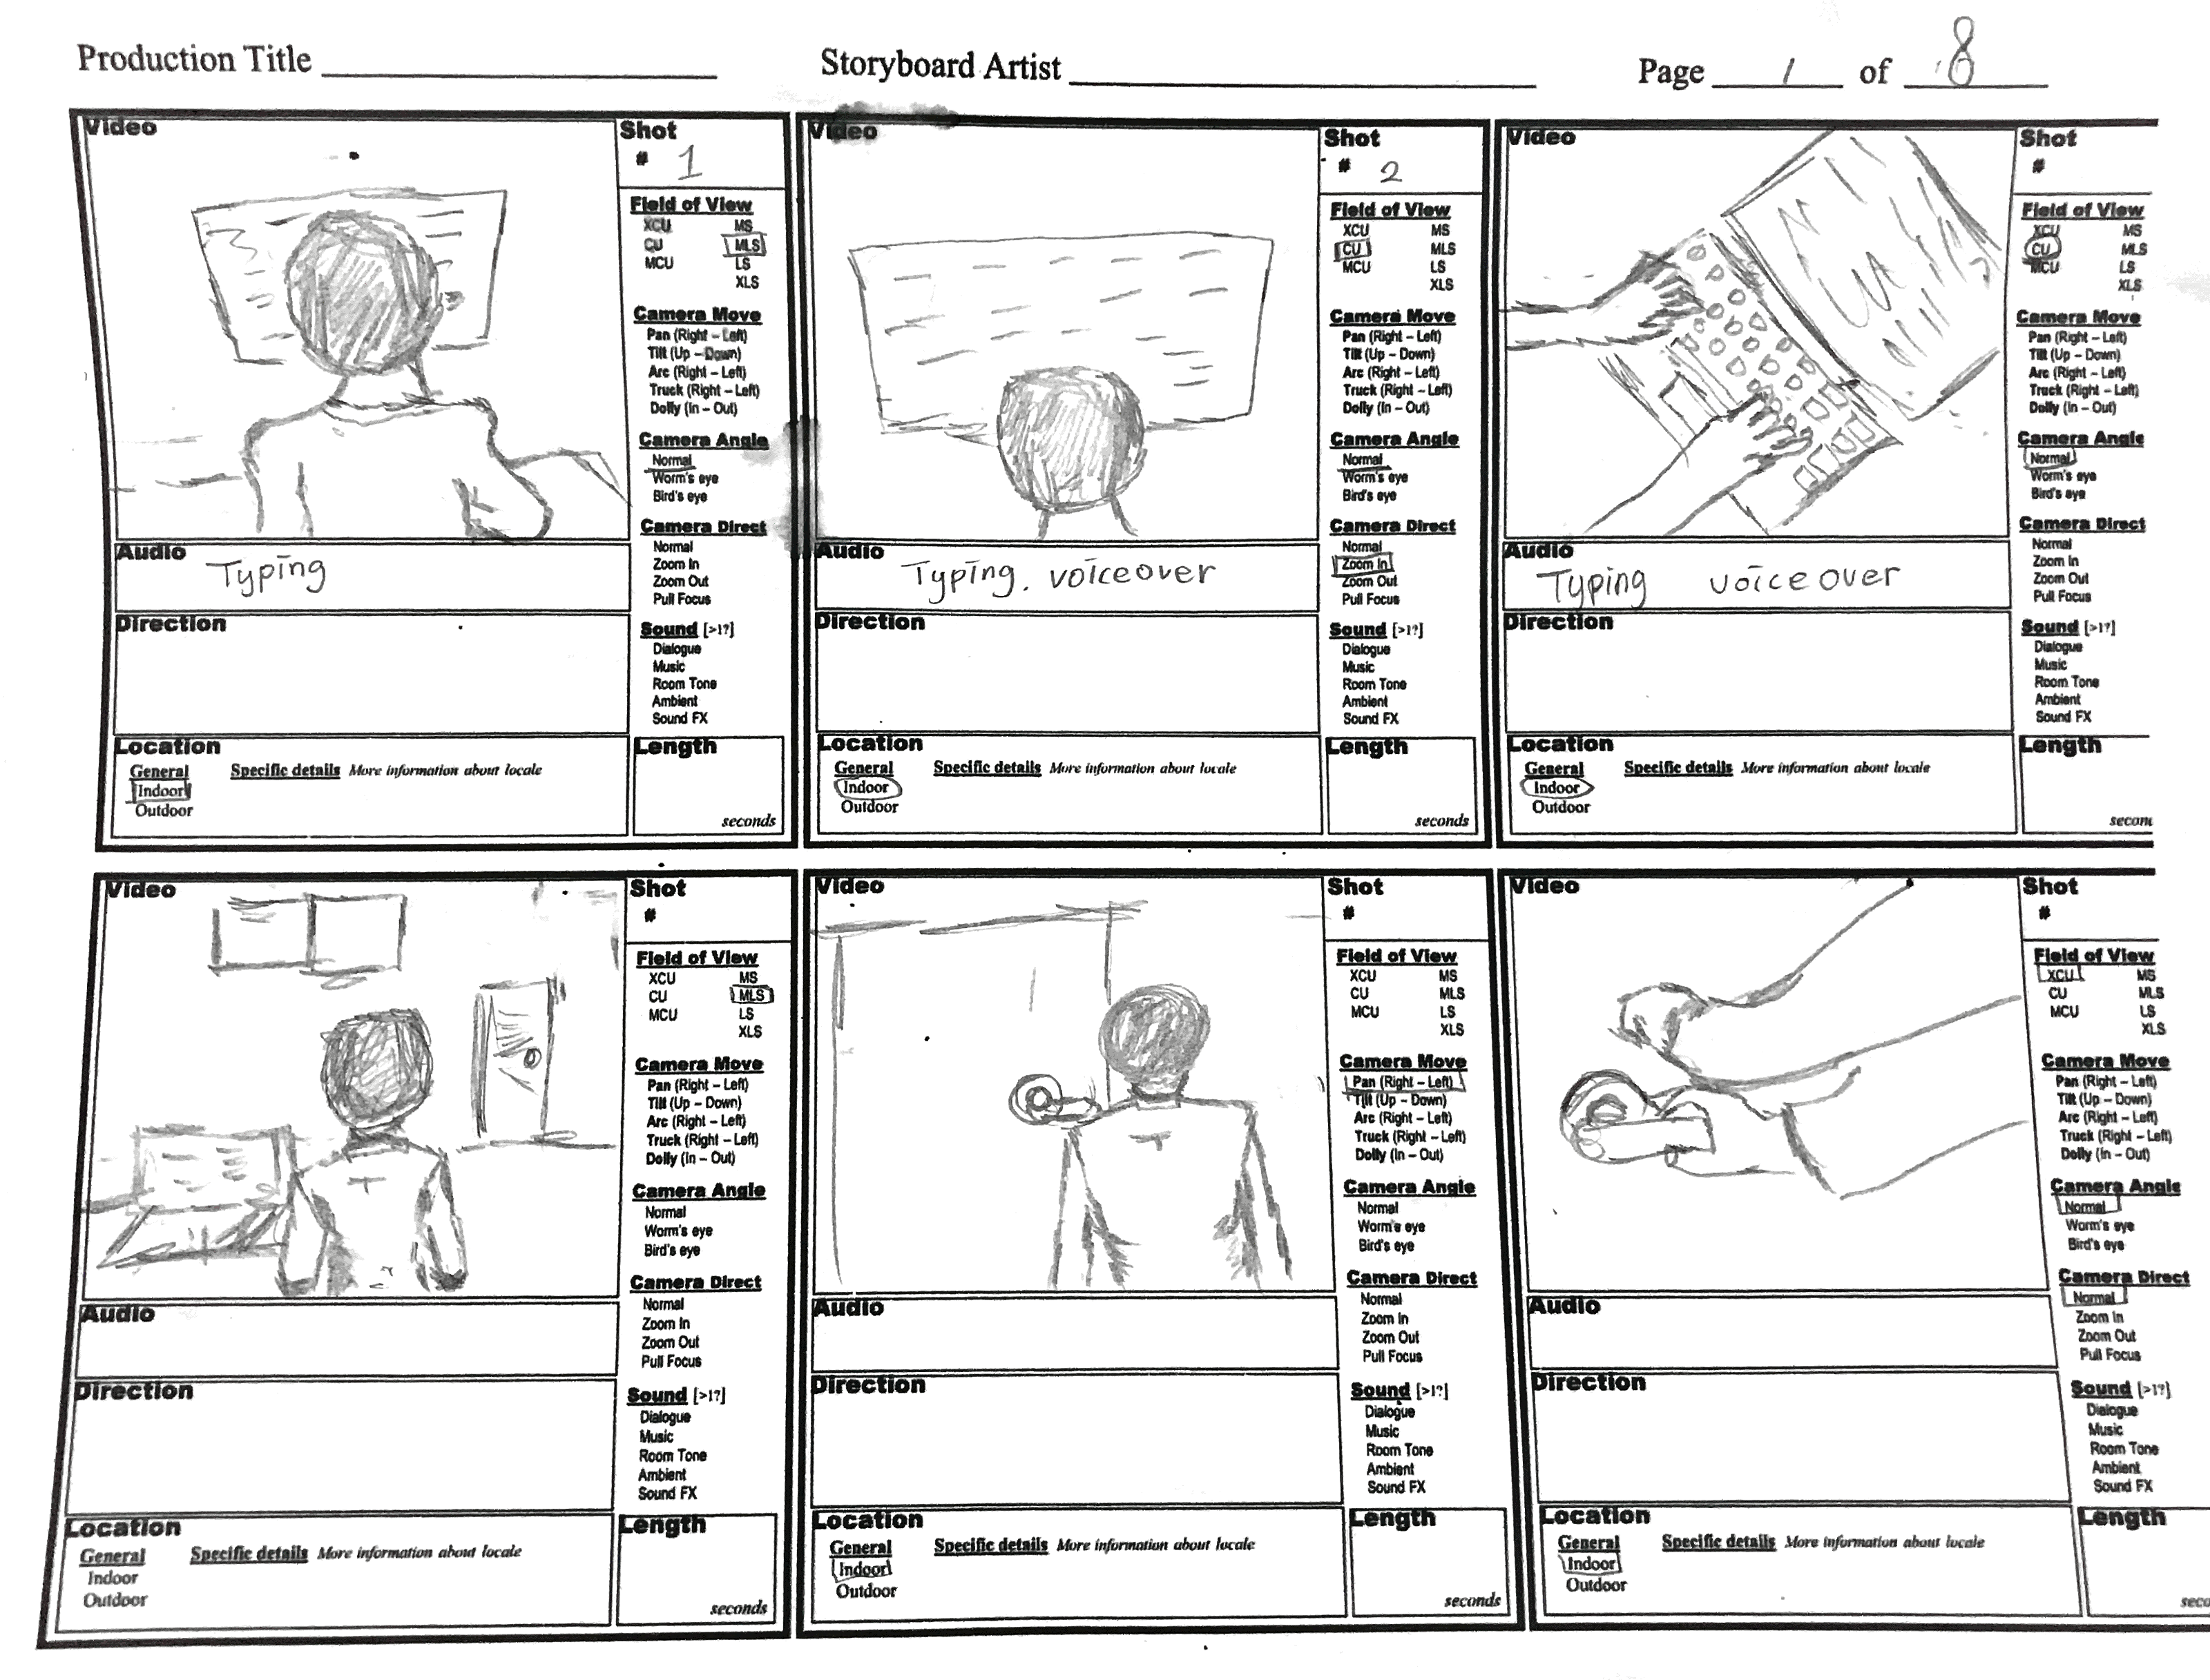 Production Title
Storyboard Artist
Page 1 of 8
Video
Shot
# 1
Field of View
XCU MS
CU MLS
MCU LS
XLS
Camera Move
Pan (Right – Left)
Tilt (Up – Down)
Arc (Right – Left)
Truck (Right – Left)
Dolly (In – Out)
Camera Angle
Normal
Worm's eye
Bird's eye
Camera Direct
Normal
Zoom In
Zoom Out
Pull Focus
Sound [>1?]
Dialogue
Music
Room Tone
Ambient
Sound FX
Audio
Typing
Direction
Location
General Specific details More information about locale
Indoor
Outdoor
Length
seconds
Video
Shot
# 2
Field of View
XCU MS
CU MLS
MCU LS
XLS
Camera Move
Pan (Right – Left)
Tilt (Up – Down)
Arc (Right – Left)
Truck (Right – Left)
Dolly (In – Out)
Camera Angle
Normal
Worm's eye
Bird's eye
Camera Direct
Normal
Zoom In
Zoom Out
Pull Focus
Sound [>1?]
Dialogue
Music
Room Tone
Ambient
Sound FX
Audio
Typing. voiceover
Direction
Location
General Specific details More information about locale
Indoor
Outdoor
Length
seconds
Video
Shot
#
Field of View
XCU MS
CU MLS
MCU LS
XLS
Camera Move
Pan (Right – Left)
Tilt (Up – Down)
Arc (Right – Left)
Truck (Right – Left)
Dolly (In – Out)
Camera Angle
Normal
Worm's eye
Bird's eye
Camera Direct
Normal
Zoom In
Zoom Out
Pull Focus
Sound [>1?]
Dialogue
Music
Room Tone
Ambient
Sound FX
Audio
Typing voiceover
Direction
Location
General Specific details More information about locale
Indoor
Outdoor
Length
Video
Shot
#
Field of View
XCU MS
CU MLS
MCU LS
XLS
Camera Move
Pan (Right – Left)
Tilt (Up – Down)
Arc (Right – Left)
Truck (Right – Left)
Dolly (In – Out)
Camera Angle
Normal
Worm's eye
Bird's eye
Camera Direct
Normal
Zoom In
Zoom Out
Pull Focus
Sound [>1?]
Dialogue
Music
Room Tone
Ambient
Sound FX
Audio
Direction
Location
General Specific details More information about locale
Indoor
Outdoor
Length
seconds
Video
Shot
#
Field of View
XCU MS
CU MLS
MCU LS
XLS
Camera Move
Pan (Right – Left)
Tilt (Up – Down)
Arc (Right – Left)
Truck (Right – Left)
Dolly (In – Out)
Camera Angle
Normal
Worm's eye
Bird's eye
Camera Direct
Normal
Zoom In
Zoom Out
Pull Focus
Sound [>1?]
Dialogue
Music
Room Tone
Ambient
Sound FX
Audio
Direction
Location
General Specific details More information about locale
Indoor
Outdoor
Length
seconds
Video
Shot
#
Field of View
XCU MS
CU MLS
MCU LS
XLS
Camera Move
Pan (Right – Left)
Tilt (Up – Down)
Arc (Right – Left)
Truck (Right – Left)
Dolly (In – Out)
Camera Angle
Normal
Worm's eye
Bird's eye
Camera Direct
Normal
Zoom In
Zoom Out
Pull Focus
Sound [>1?]
Dialogue
Music
Room Tone
Ambient
Sound FX
Audio
Direction
Location
General Specific details More information about locale
Indoor
Outdoor
Length